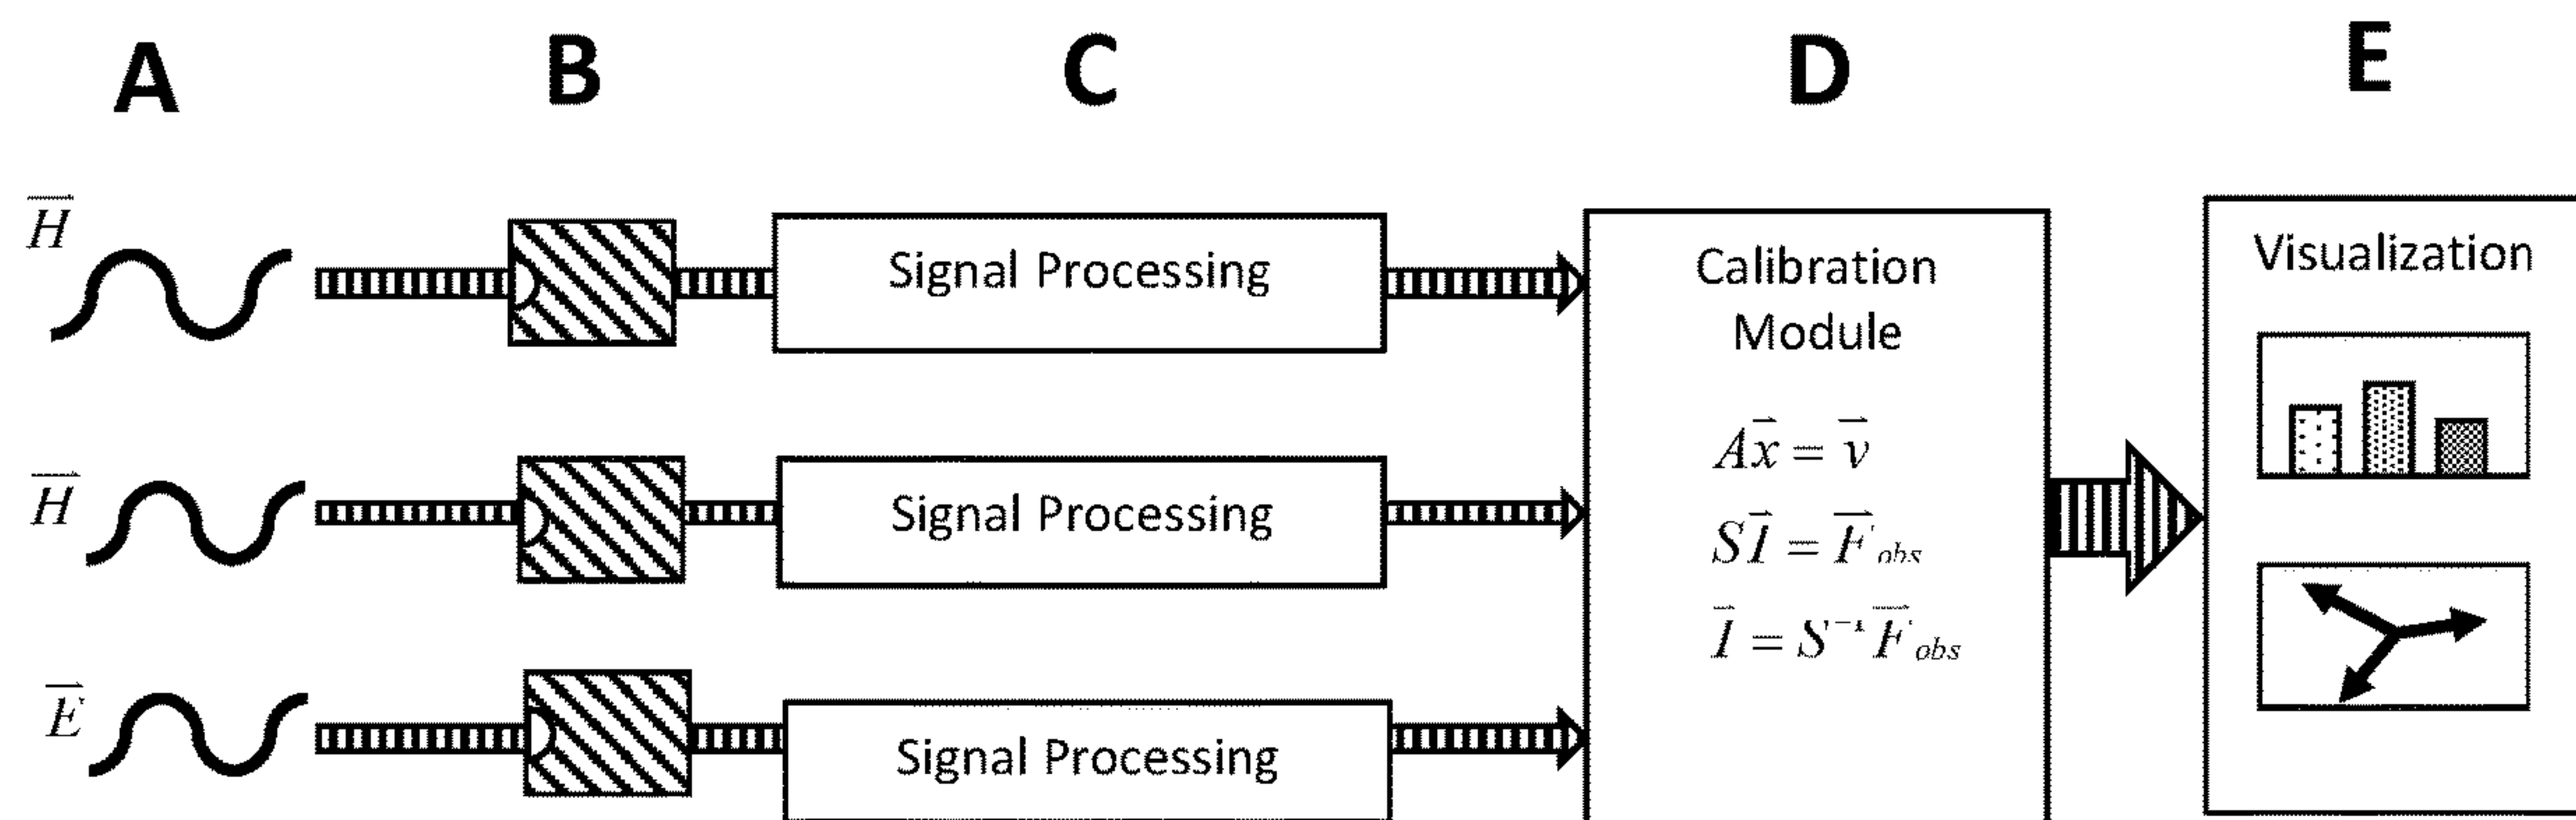 A B C D E
H⃗
Signal Processing
Calibration
Module
Visualization
H⃗
Signal Processing
Ax⃗ = v⃗
SI⃗ = F⃗obs
I⃗ = S⁻¹F⃗obs
E⃗
Signal Processing